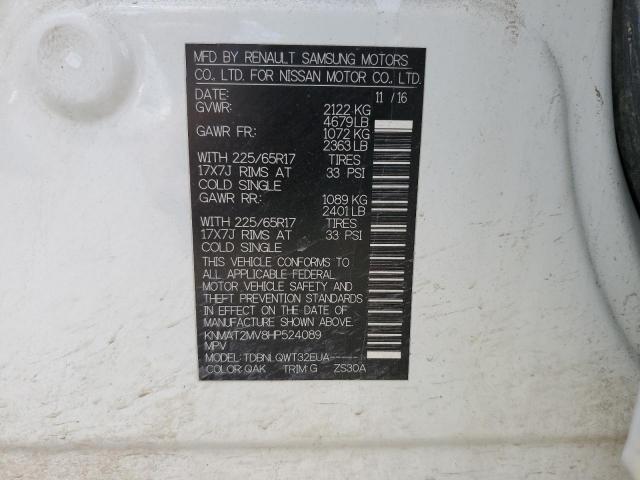 MFD BY RENAULT SAMSUNG MOTORS
CO., LTD. FOR NISSAN MOTOR CO., LTD.
DATE: 11 / 16
GVWR: 2122 KG
4679 LB
GAWR FR: 1072 KG
2363 LB
WITH 225/65R17 TIRES
17X7J RIMS AT 33 PSI
COLD SINGLE
GAWR RR: 1089 KG
2401 LB
WITH 225/65R17 TIRES
17X7J RIMS AT 33 PSI
COLD SINGLE
THIS VEHICLE CONFORMS TO
ALL APPLICABLE FEDERAL
MOTOR VEHICLE SAFETY AND
THEFT PREVENTION STANDARDS
IN EFFECT ON THE DATE OF
MANUFACTURE SHOWN ABOVE.
KNMAT2MV8HP524089
MPV
MODEL: TDBNLQWT32EUA-----
COLOR: QAK TRIM: G ZS30A